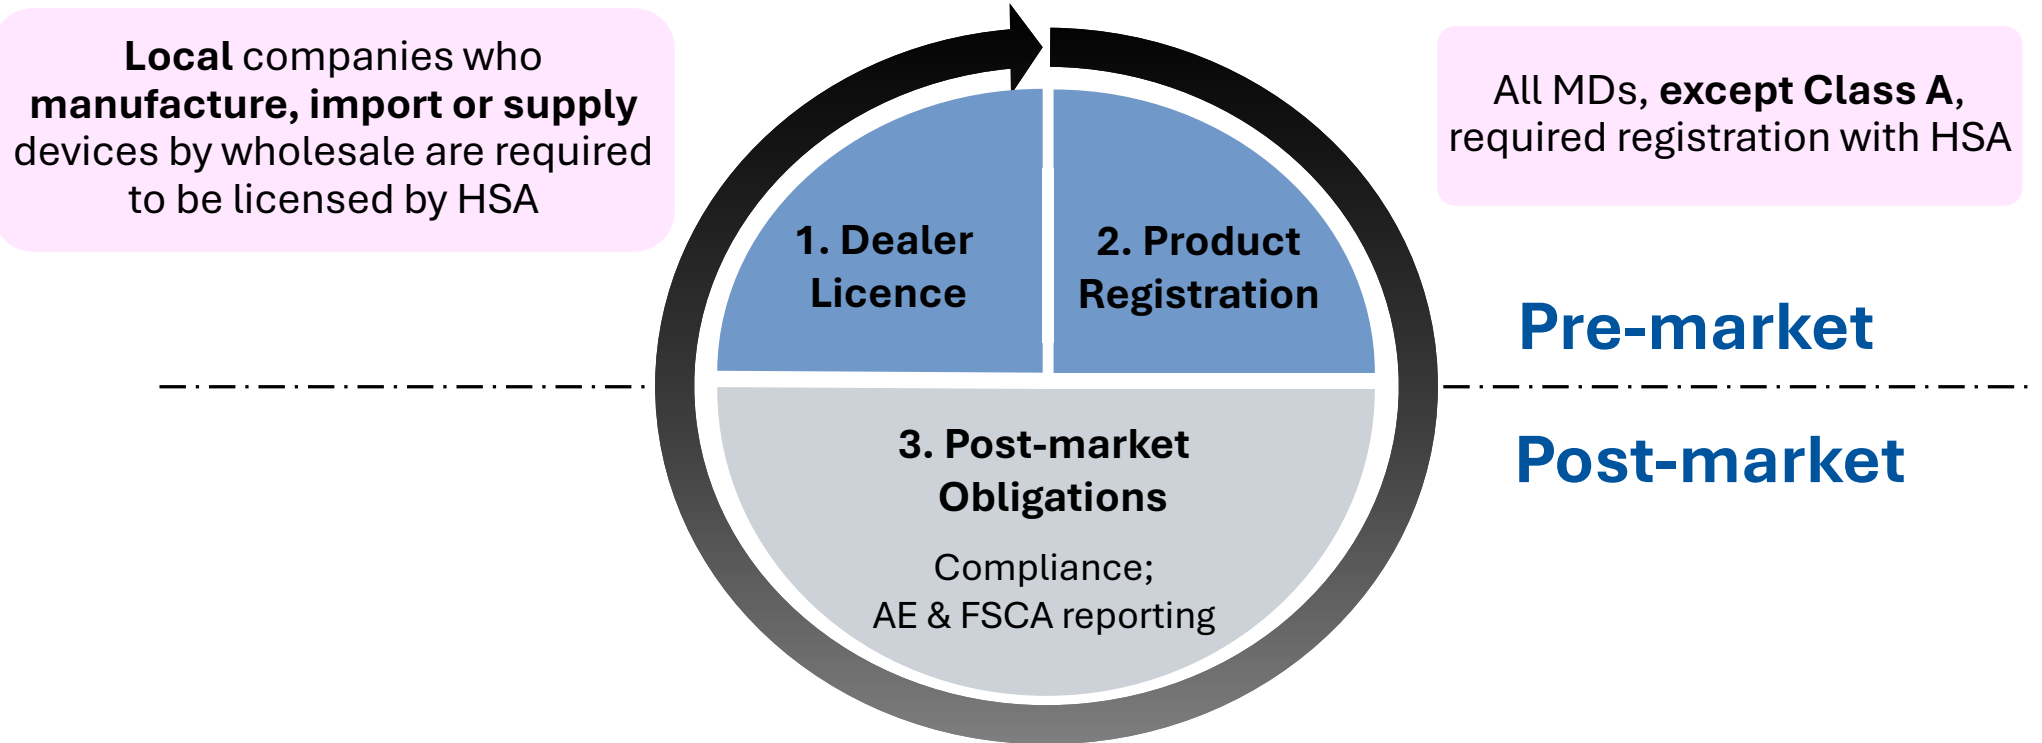 Local companies who
manufacture, import or supply
devices by wholesale are required
to be licensed by HSA
All MDs, except Class A,
required registration with HSA
1. Dealer
Licence
2. Product
Registration
Pre-market
Post-market
3. Post-market
Obligations
Compliance;
AE & FSCA reporting